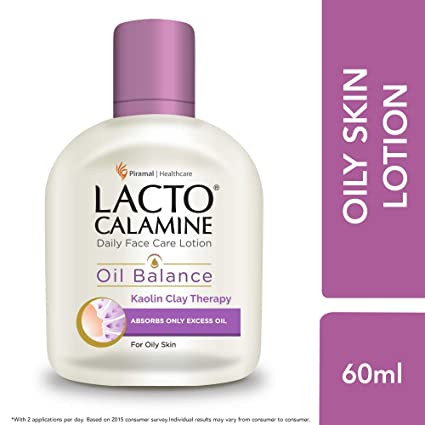 Piramal | Healthcare
LACTO®
CALAMINE
Daily Face Care Lotion
Oil Balance
Kaolin Clay Therapy
ABSORBS ONLY EXCESS OIL
For Oily Skin
OILY SKIN
LOTION
60ml
*With 2 applications per day. Based on 2015 consumer survey.Individual results may vary from consumer to consumer.